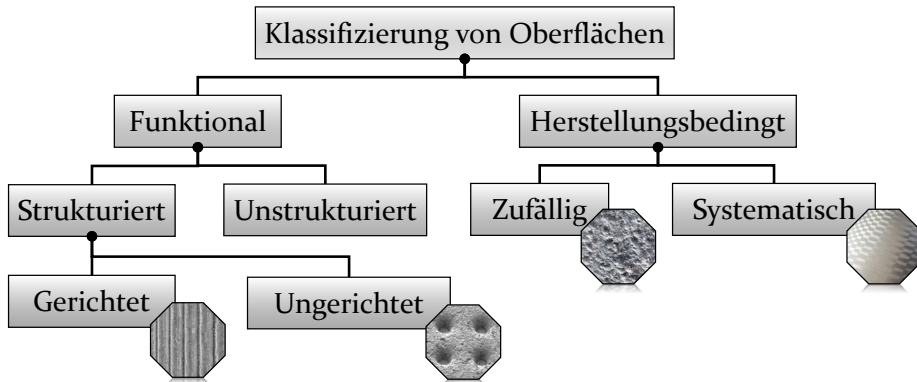 Klassifizierung von Oberflächen
Funktional
Herstellungsbedingt
Strukturiert
Unstrukturiert
Zufällig
Systematisch
Gerichtet
Ungerichtet